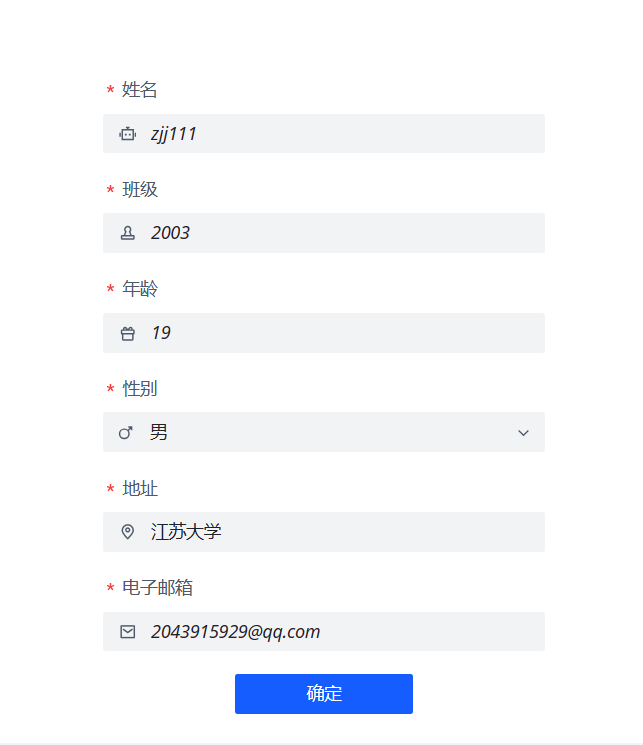 * 姓名
zjj111
* 班级
2003
* 年龄
19
* 性别
男
* 地址
江苏大学
* 电子邮箱
2043915929@qq.com
确定